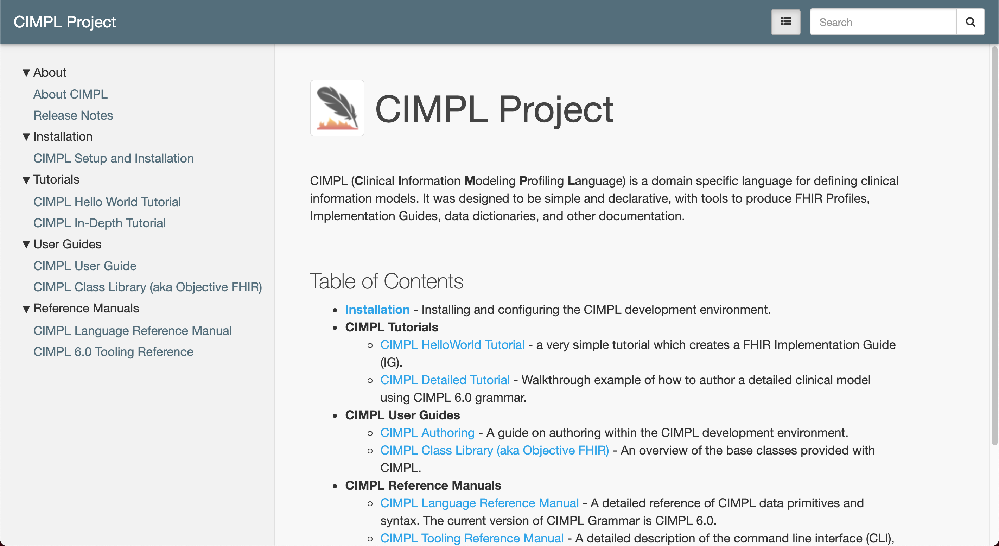 CIMPL Project
Search
▼ About
About CIMPL
Release Notes
▼ Installation
CIMPL Setup and Installation
▼ Tutorials
CIMPL Hello World Tutorial
CIMPL In-Depth Tutorial
▼ User Guides
CIMPL User Guide
CIMPL Class Library (aka Objective FHIR)
▼ Reference Manuals
CIMPL Language Reference Manual
CIMPL 6.0 Tooling Reference
CIMPL Project
CIMPL (Clinical Information Modeling Profiling Language) is a domain specific language for defining clinical
information models. It was designed to be simple and declarative, with tools to produce FHIR Profiles,
Implementation Guides, data dictionaries, and other documentation.
Table of Contents
• Installation - Installing and configuring the CIMPL development environment.
• CIMPL Tutorials
○ CIMPL HelloWorld Tutorial - a very simple tutorial which creates a FHIR Implementation Guide
(IG).
○ CIMPL Detailed Tutorial - Walkthrough example of how to author a detailed clinical model
using CIMPL 6.0 grammar.
• CIMPL User Guides
○ CIMPL Authoring - A guide on authoring within the CIMPL development environment.
○ CIMPL Class Library (aka Objective FHIR) - An overview of the base classes provided with
CIMPL.
• CIMPL Reference Manuals
○ CIMPL Language Reference Manual - A detailed reference of CIMPL data primitives and
syntax. The current version of CIMPL Grammar is CIMPL 6.0.
○ CIMPL Tooling Reference Manual - A detailed description of the command line interface (CLI),